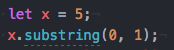 let x = 5;
x.substring(0, 1);